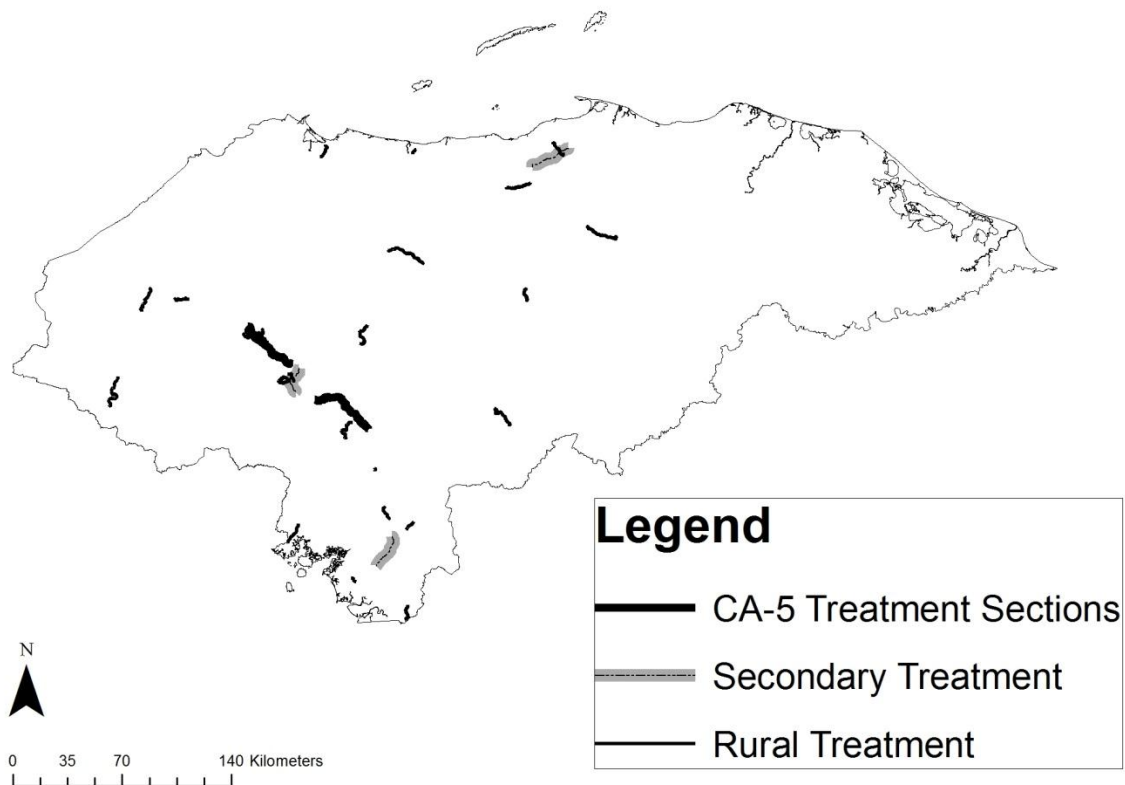 Legend
CA-5 Treatment Sections
Secondary Treatment
Rural Treatment
N
0 35 70 140 Kilometers